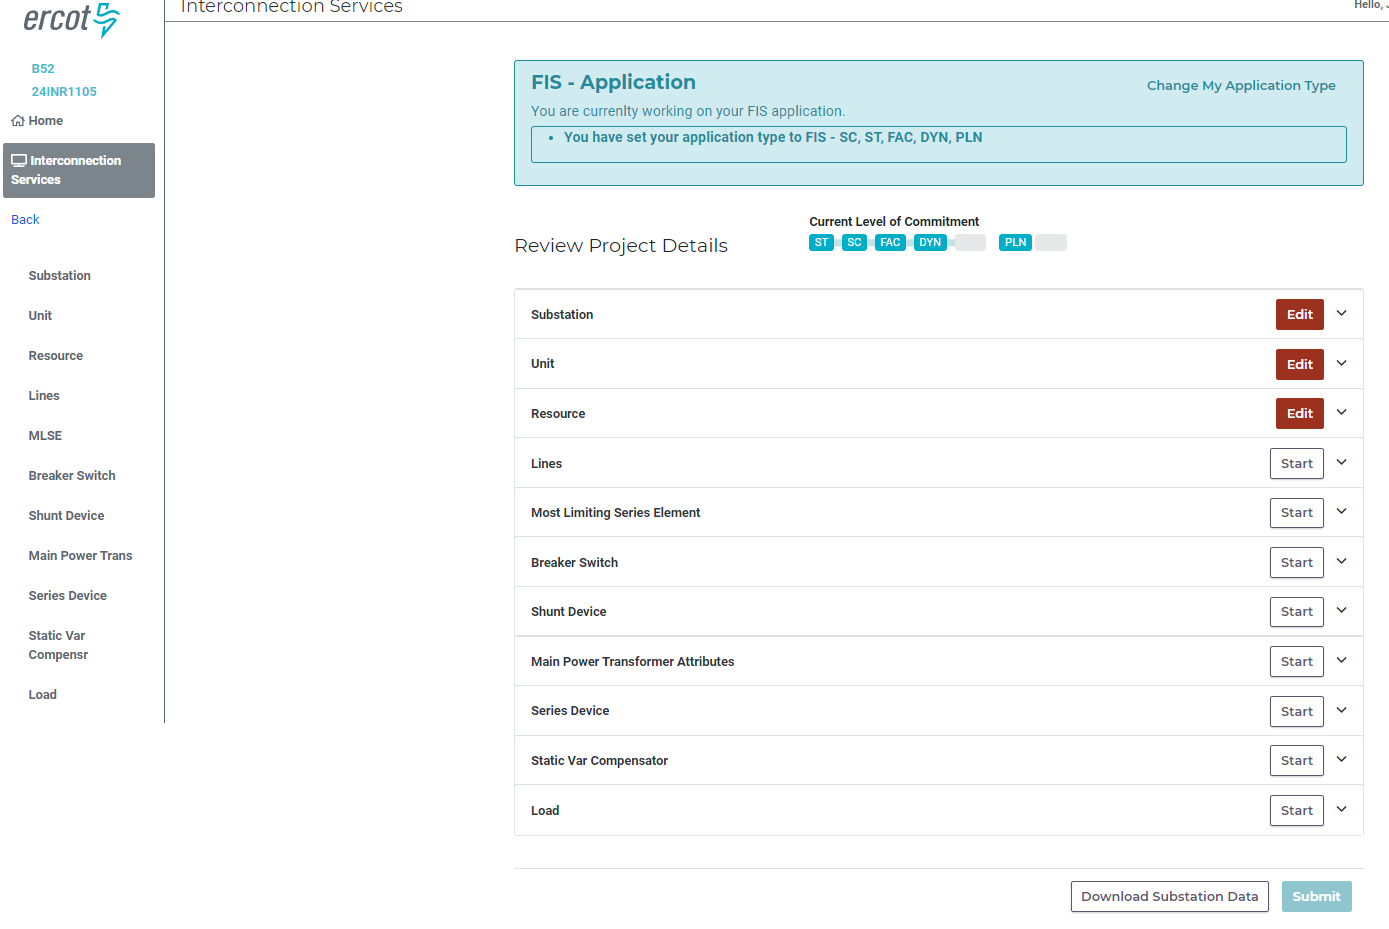 ercot
Interconnection Services
Hello, J
B52
24INR1105
Home
Interconnection
Services
Back
Substation
Unit
Resource
Lines
MLSE
Breaker Switch
Shunt Device
Main Power Trans
Series Device
Static Var
Compensr
Load
FIS - Application
Change My Application Type
You are currenlty working on your FIS application.
• You have set your application type to FIS - SC, ST, FAC, DYN, PLN
Review Project Details
Current Level of Commitment
ST SC FAC DYN PLN
Substation Edit
Unit Edit
Resource Edit
Lines Start
Most Limiting Series Element Start
Breaker Switch Start
Shunt Device Start
Main Power Transformer Attributes Start
Series Device Start
Static Var Compensator Start
Load Start
Download Substation Data Submit